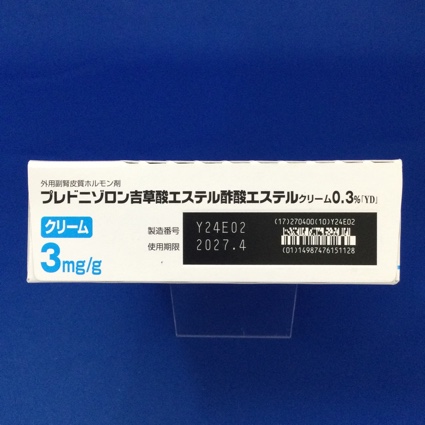 外用副腎皮質ホルモン剤
プレドニゾロン吉草酸エステル酢酸エステルクリーム0.3%「YD」
クリーム
3mg/g
製造番号 Y24E02
使用期限 2027.4
(17)270400(10)Y24E02
(01)14987476151128